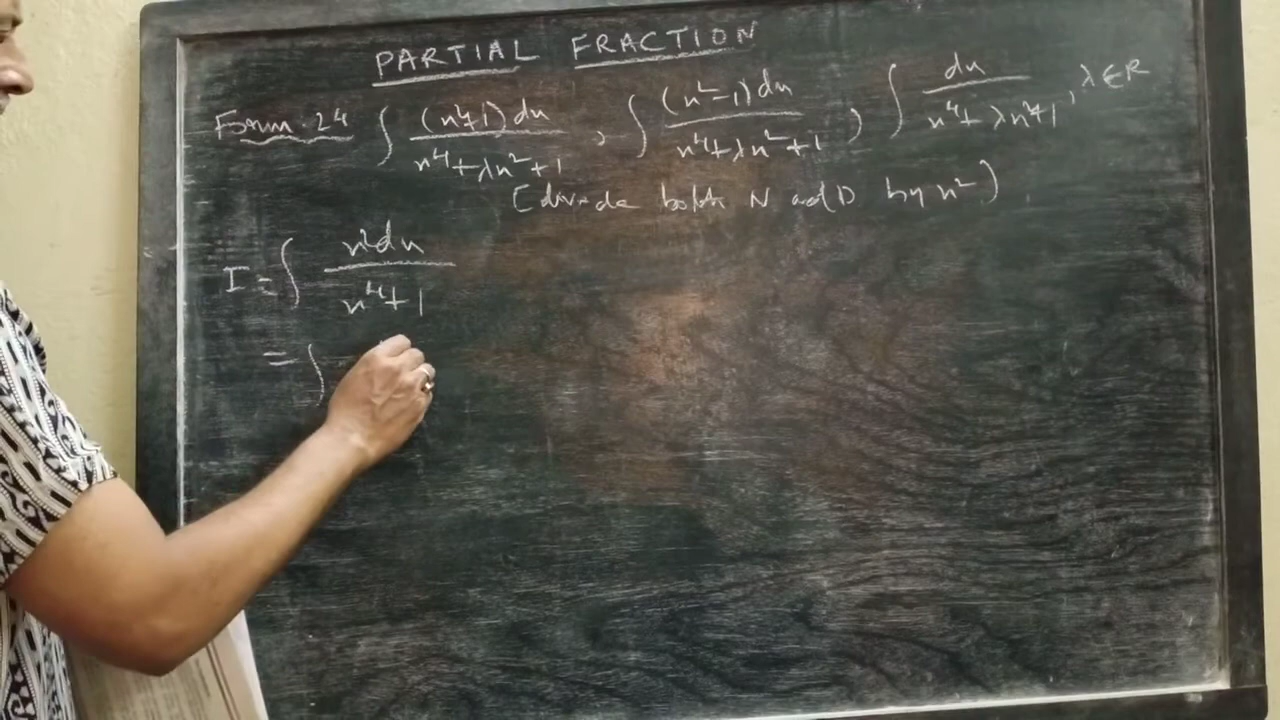 PARTIAL FRACTION
Form. 24 ∫ (x²+1)dx / x⁴+λx²+1 , ∫ (x²-1)dx / x⁴+λx²+1 , ∫ dx / x⁴+λx²+1 , λ∈R
(divide both N and D by x²)
I = ∫ x²dx / x⁴+1
= ∫